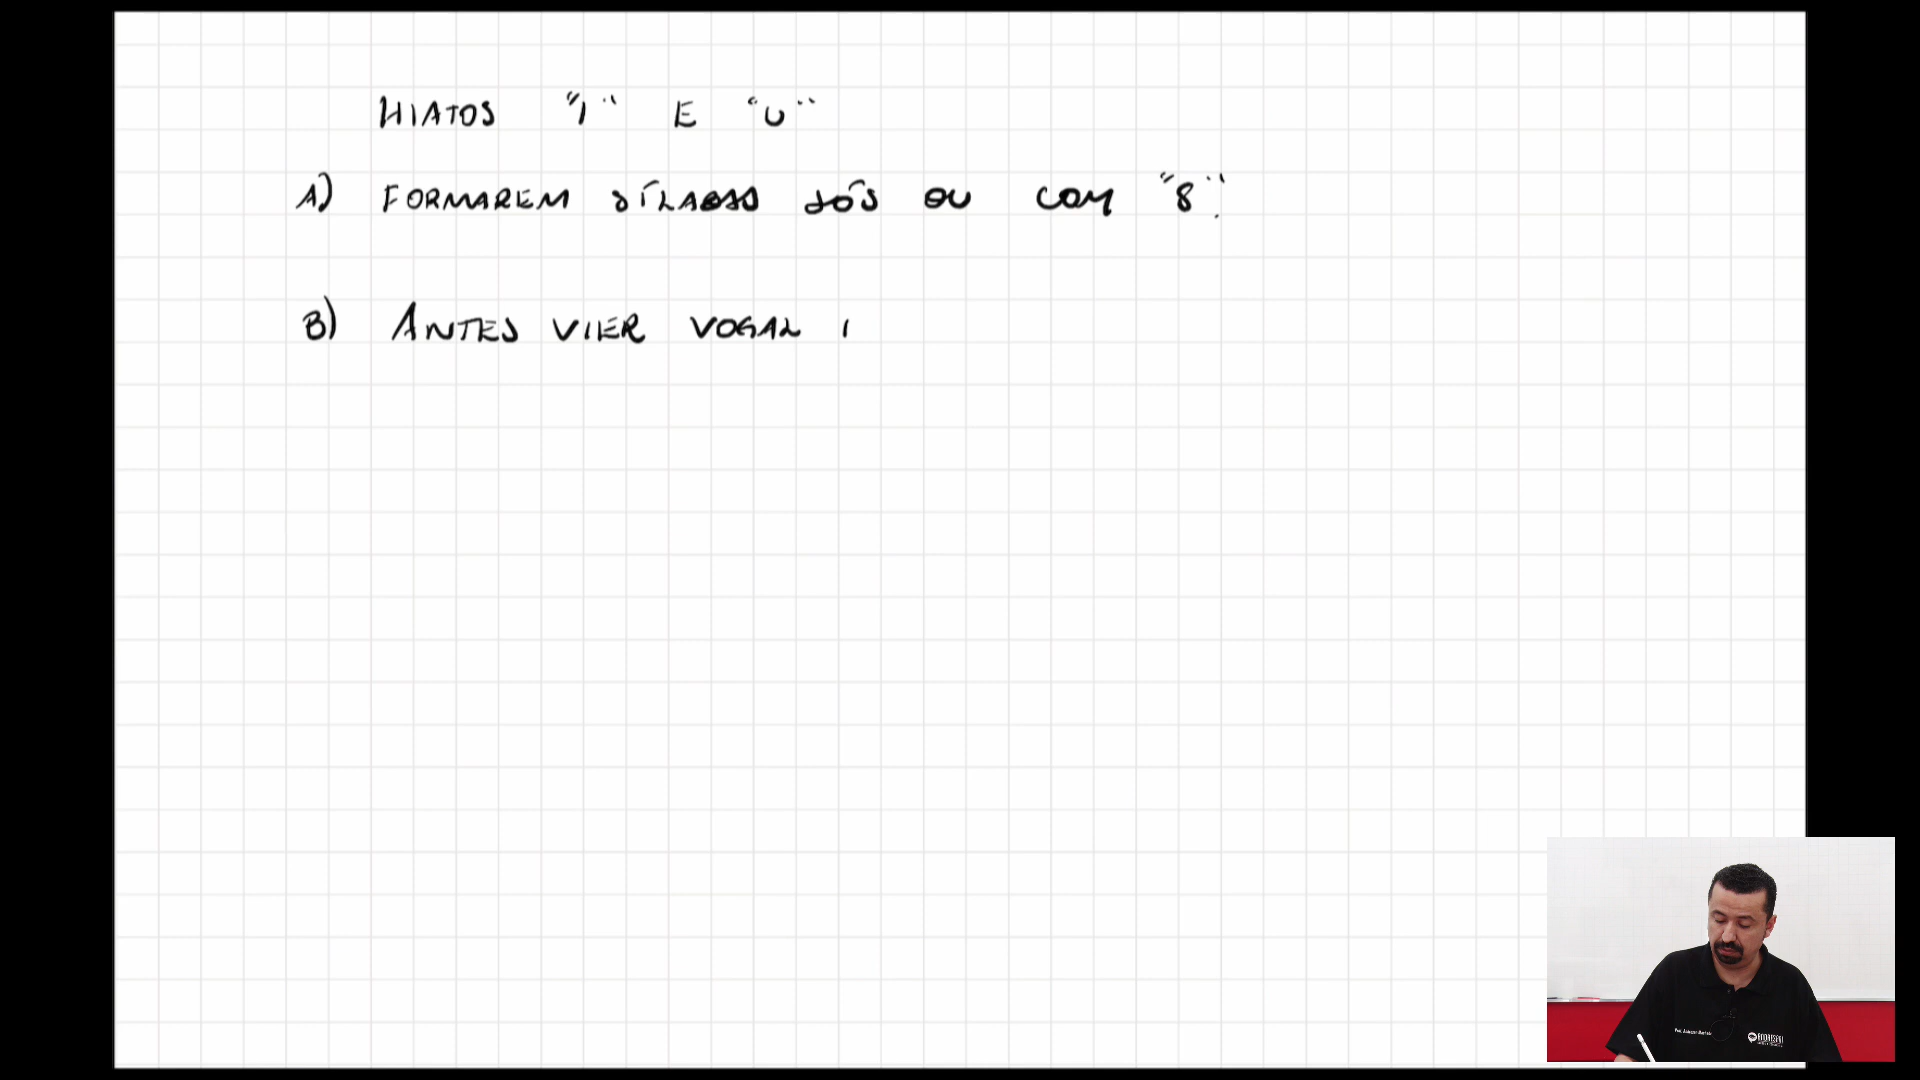 HIATOS "I" E "U"
A) FORMAREM SÍLABAS SÓS OU COM "S".
B) ANTES VIER VOGAL I